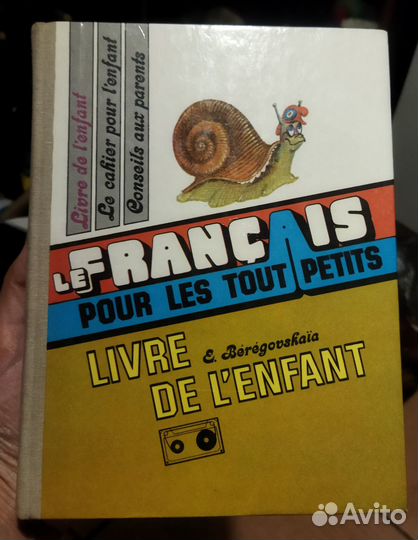 Livre de l'enfant
Le cahier pour l'enfant
Conseils aux parents
LE FRANÇAIS
POUR LES TOUT PETITS
LIVRE
E. Bérégovskaïa
DE L'ENFANT
Avito